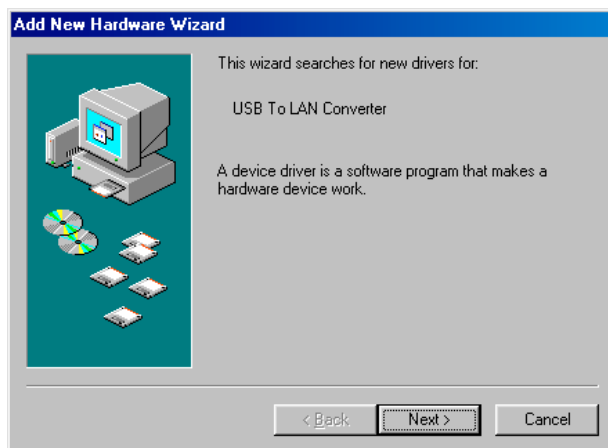 Add New Hardware Wizard
This wizard searches for new drivers for:
USB To LAN Converter
A device driver is a software program that makes a
hardware device work.
< Back
Next >
Cancel